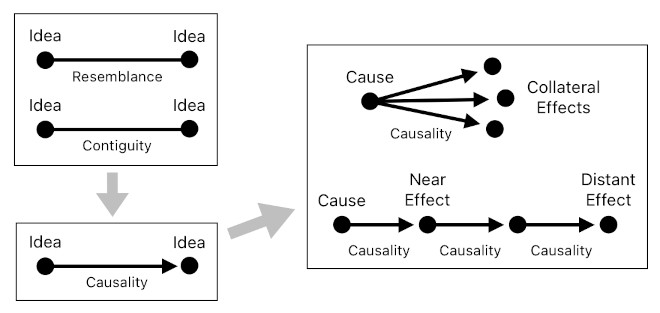 Idea Idea
Resemblance
Idea Idea
Contiguity
Idea Idea
Causality
Cause
Collateral
Effects
Causality
Near
Effect
Distant
Effect
Cause
Causality Causality Causality